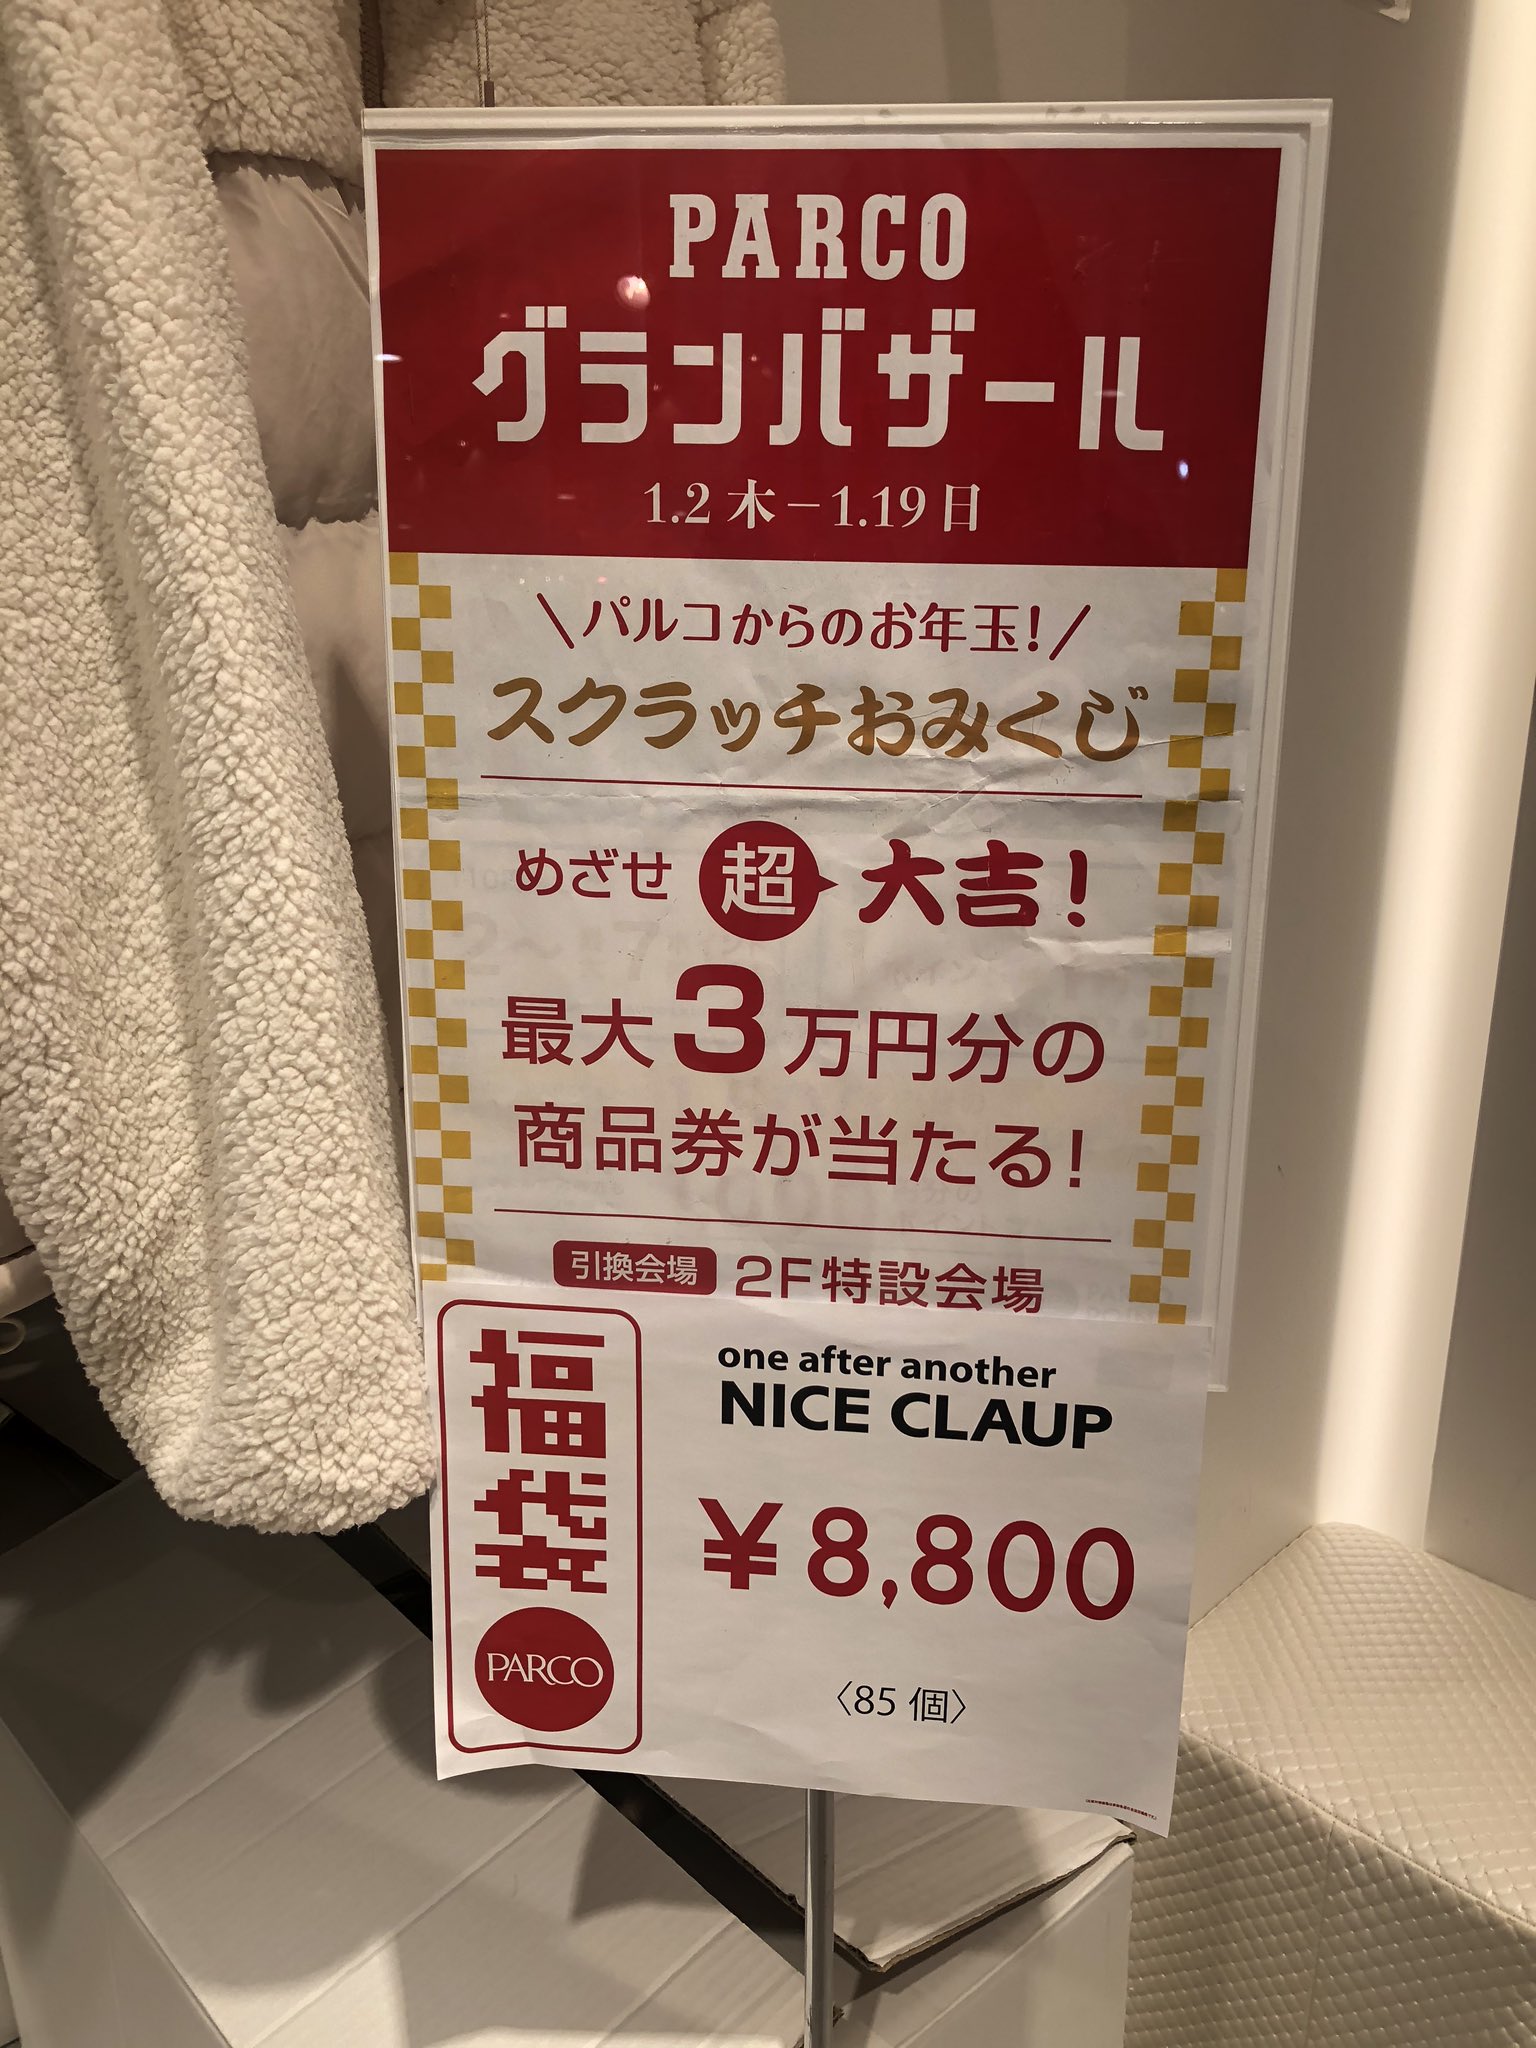 PARCO
グランバザール
1.2 木－1.19 日
\パルコからのお年玉!/
スクラッチおみくじ
めざせ 超 大吉!
最大3万円分の
商品券が当たる!
引換会場 2F特設会場
福袋
PARCO
one after another
NICE CLAUP
¥8,800
〈85 個〉